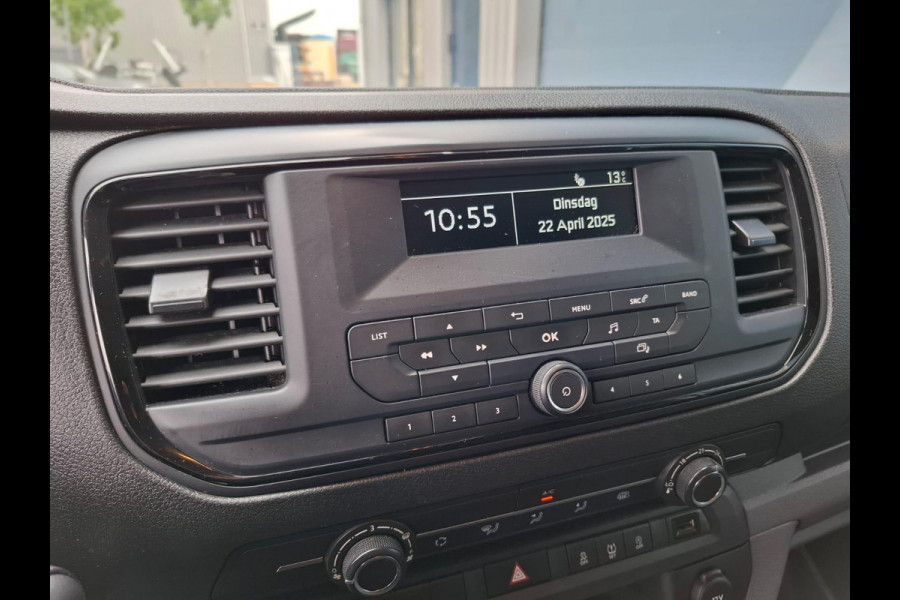 13°C
10:55
Dinsdag
22 April 2025
LIST
MENU
SRC
BAND
OK
TA
1 2 3
4 5 6
A/C
12V